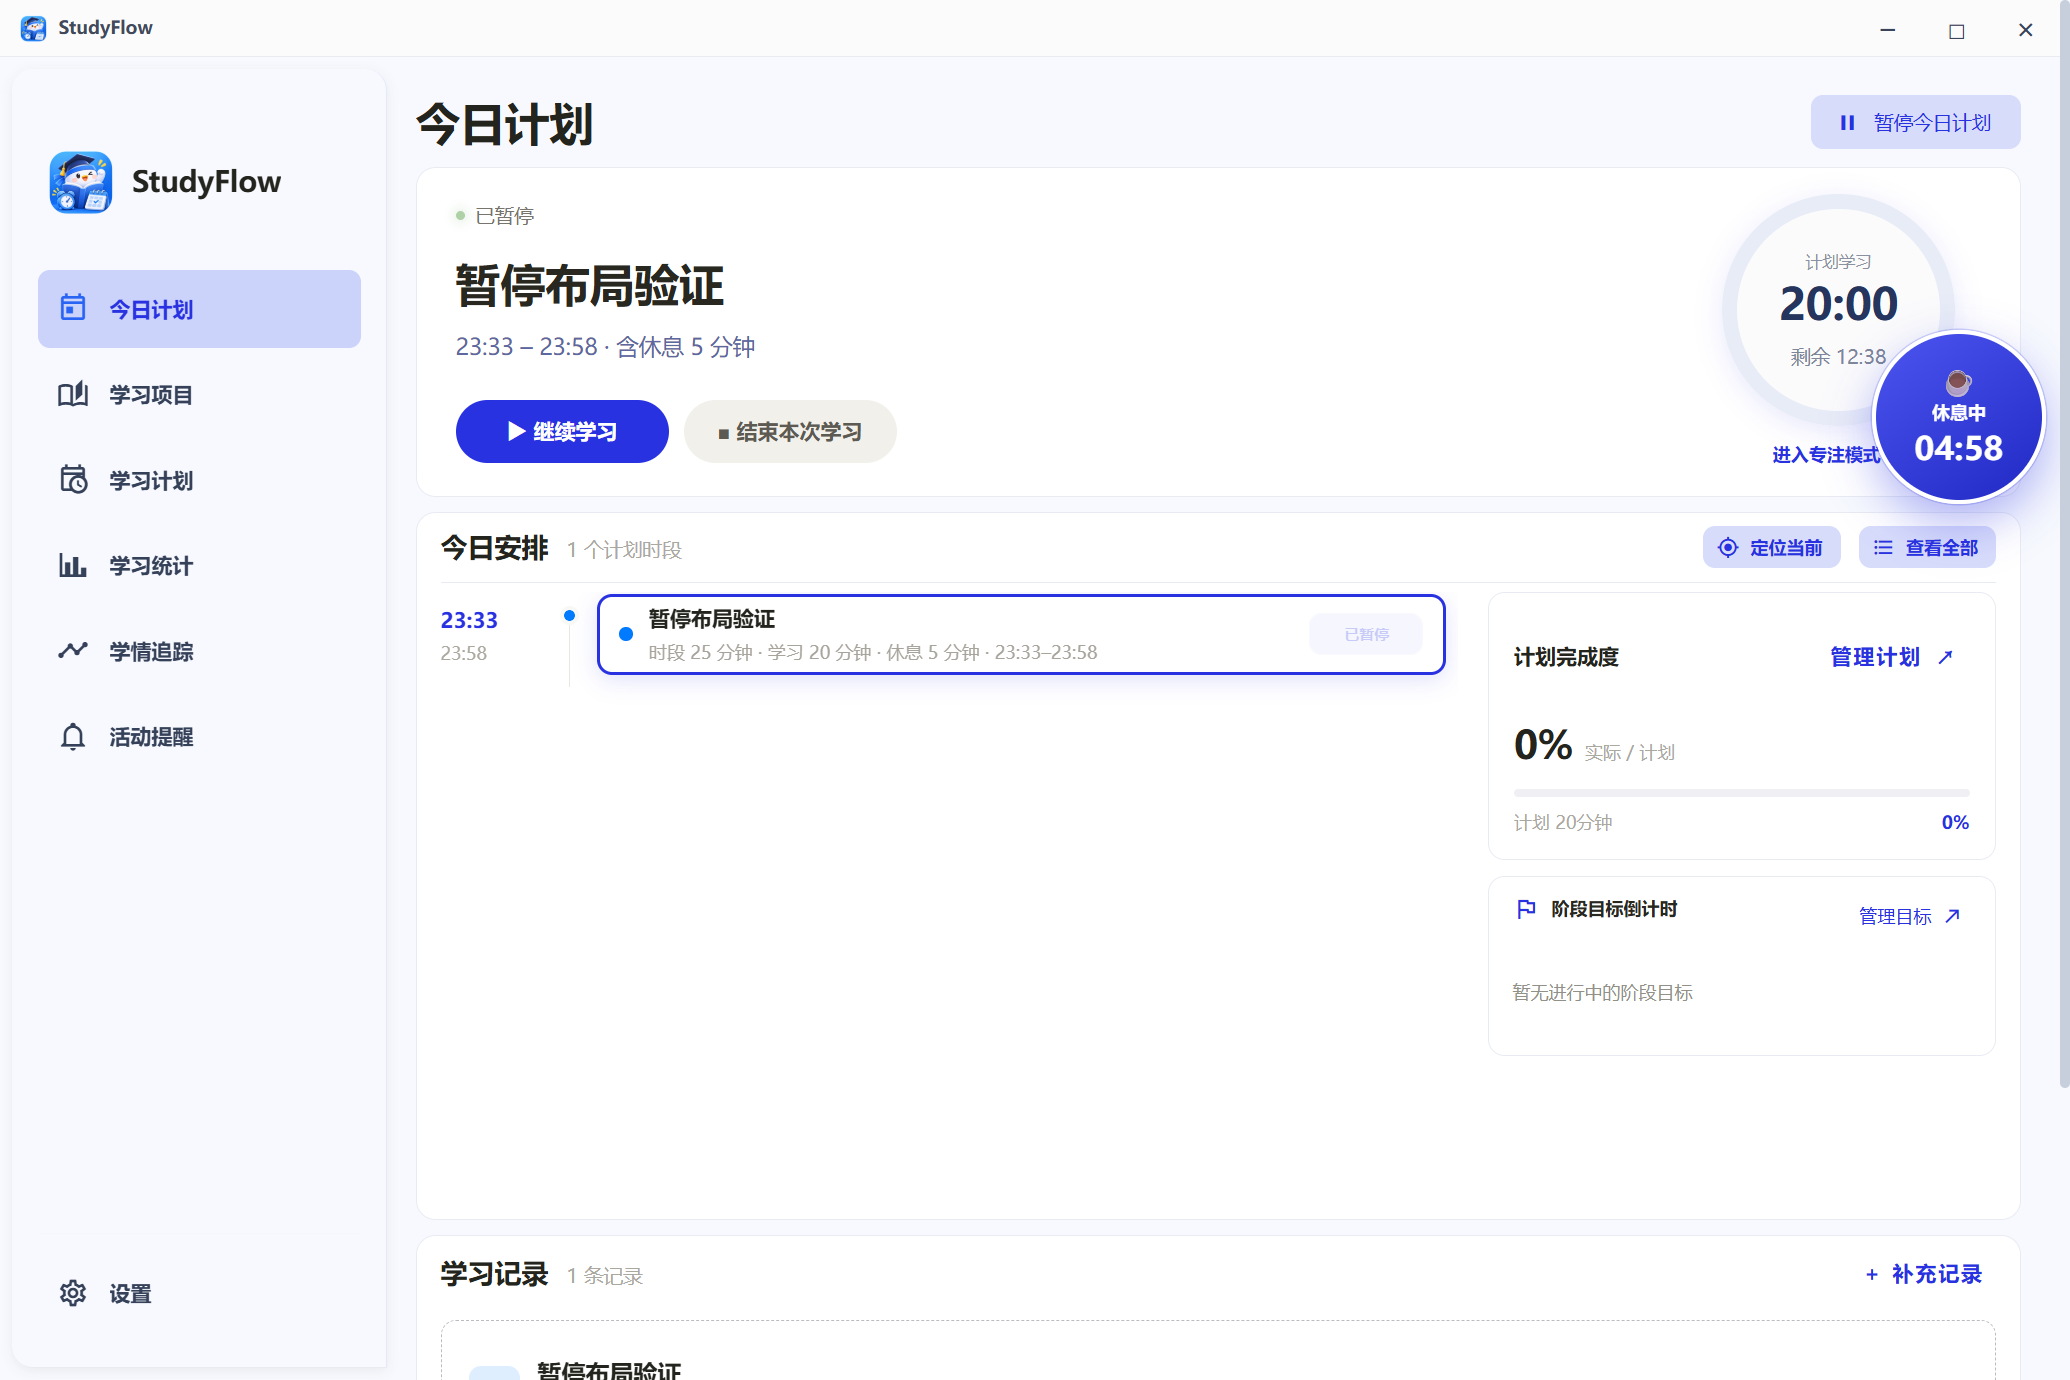 StudyFlow
StudyFlow
今日计划
学习项目
学习计划
学习统计
学情追踪
活动提醒
设置
今日计划
暂停今日计划
已暂停
暂停布局验证
23:33 – 23:58 · 含休息 5 分钟
▶ 继续学习
■ 结束本次学习
计划学习
20:00
剩余 12:38
进入专注模式
休息中
04:58
今日安排 1 个计划时段
定位当前
查看全部
23:33
23:58
暂停布局验证
时段 25 分钟 · 学习 20 分钟 · 休息 5 分钟 · 23:33–23:58
已暂停
计划完成度
管理计划 ↗
0% 实际 / 计划
计划 20分钟
0%
阶段目标倒计时
管理目标 ↗
暂无进行中的阶段目标
学习记录 1 条记录
+ 补充记录
暂停布局验证